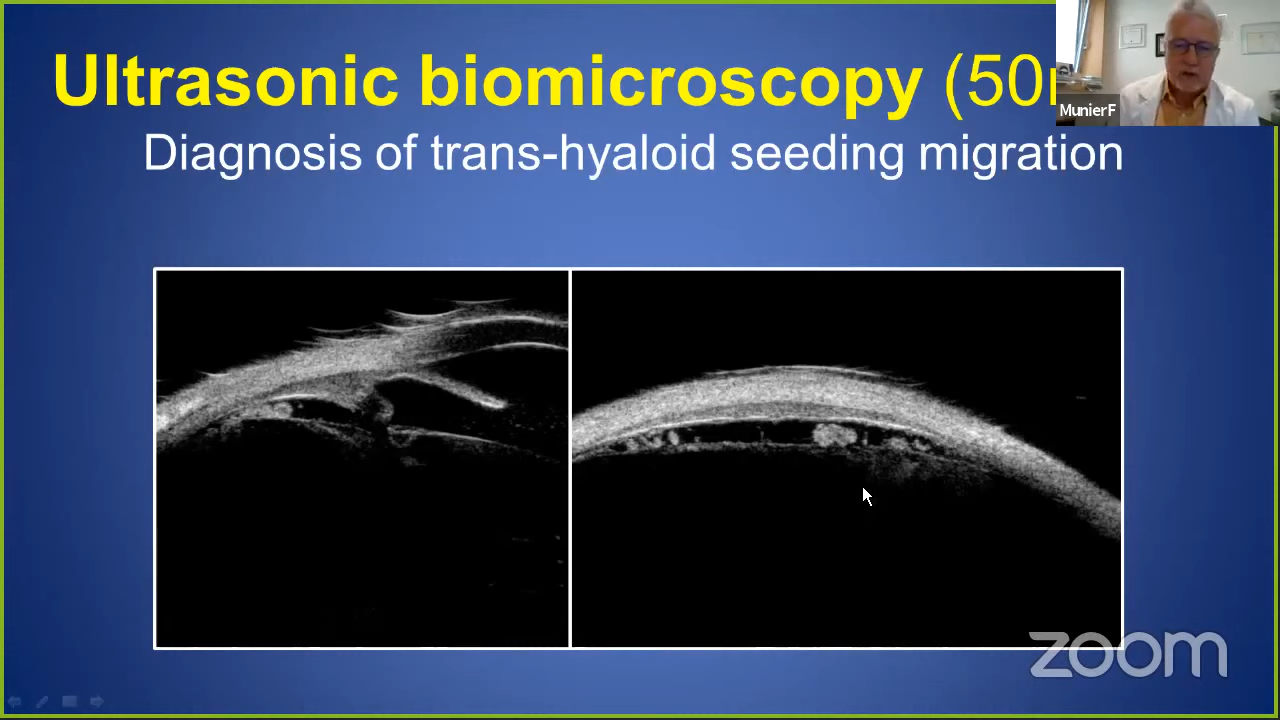 Ultrasonic biomicroscopy (50
Diagnosis of trans-hyaloid seeding migration
Munier F
zoom